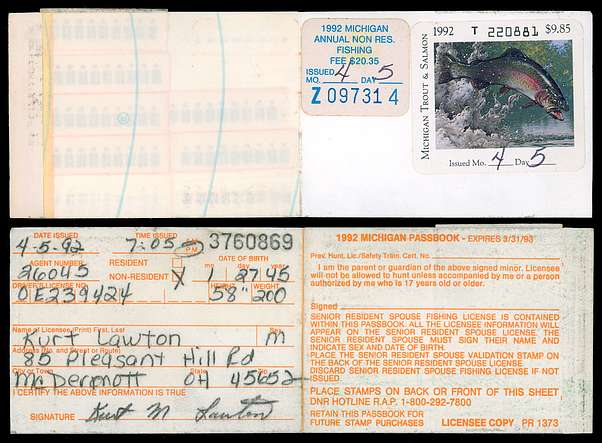 1992 MICHIGAN
ANNUAL NON RES.
FISHING
FEE $20.35
ISSUED
MO. 4 DAY 5
Z 097314
1992 T 220881 $9.85
MICHIGAN TROUT & SALMON
Issued Mo. 4 Day 5
DATE ISSUED TIME ISSUED
4-5-92 7:05 PM 3760869
AGENT NUMBER RESIDENT DATE OF BIRTH
26045 NON-RESIDENT X 1 27 45
DRIVER'S LICENSE NO. HEIGHT WEIGHT
OE239424 58" 200
Name of Licensee (Print) First, Last Sex
Kurt Lawton M
Address (No. and Street or Route)
80 Pleasant Hill Rd
City or Town State Zip
McDermott OH 45652
I CERTIFY THE ABOVE INFORMATION IS TRUE
SIGNATURE Kurt M Lawton
1992 MICHIGAN PASSBOOK - EXPIRES 3/31/93
Prev. Hunt. Lic./Safety Train. Cert. No.
I am the parent or guardian of the above signed minor. Licensee
will not be allowed to hunt unless accompanied by me or a person
authorized by me who is 17 years old or older.
Signed
SENIOR RESIDENT SPOUSE FISHING LICENSE IS CONTAINED
WITHIN THIS PASSBOOK. ALL THE LICENSEE INFORMATION WILL
APPEAR ON THE SENIOR RESIDENT SPOUSE LICENSE. THE
SENIOR RESIDENT SPOUSE MUST SIGN THEIR NAME AND
INDICATE SEX AND DATE OF BIRTH.
PLACE THE SENIOR RESIDENT SPOUSE VALIDATION STAMP ON
THE BACK OF THE SENIOR RESIDENT SPOUSE LICENSE.
DISCARD SENIOR RESIDENT SPOUSE FISHING LICENSE IF NOT
ISSUED.
PLACE STAMPS ON BACK OR FRONT OF THIS SHEET
DNR HOTLINE R.A.P. 1-800-292-7800
RETAIN THIS PASSBOOK FOR
FUTURE STAMP PURCHASES LICENSEE COPY PR 1373